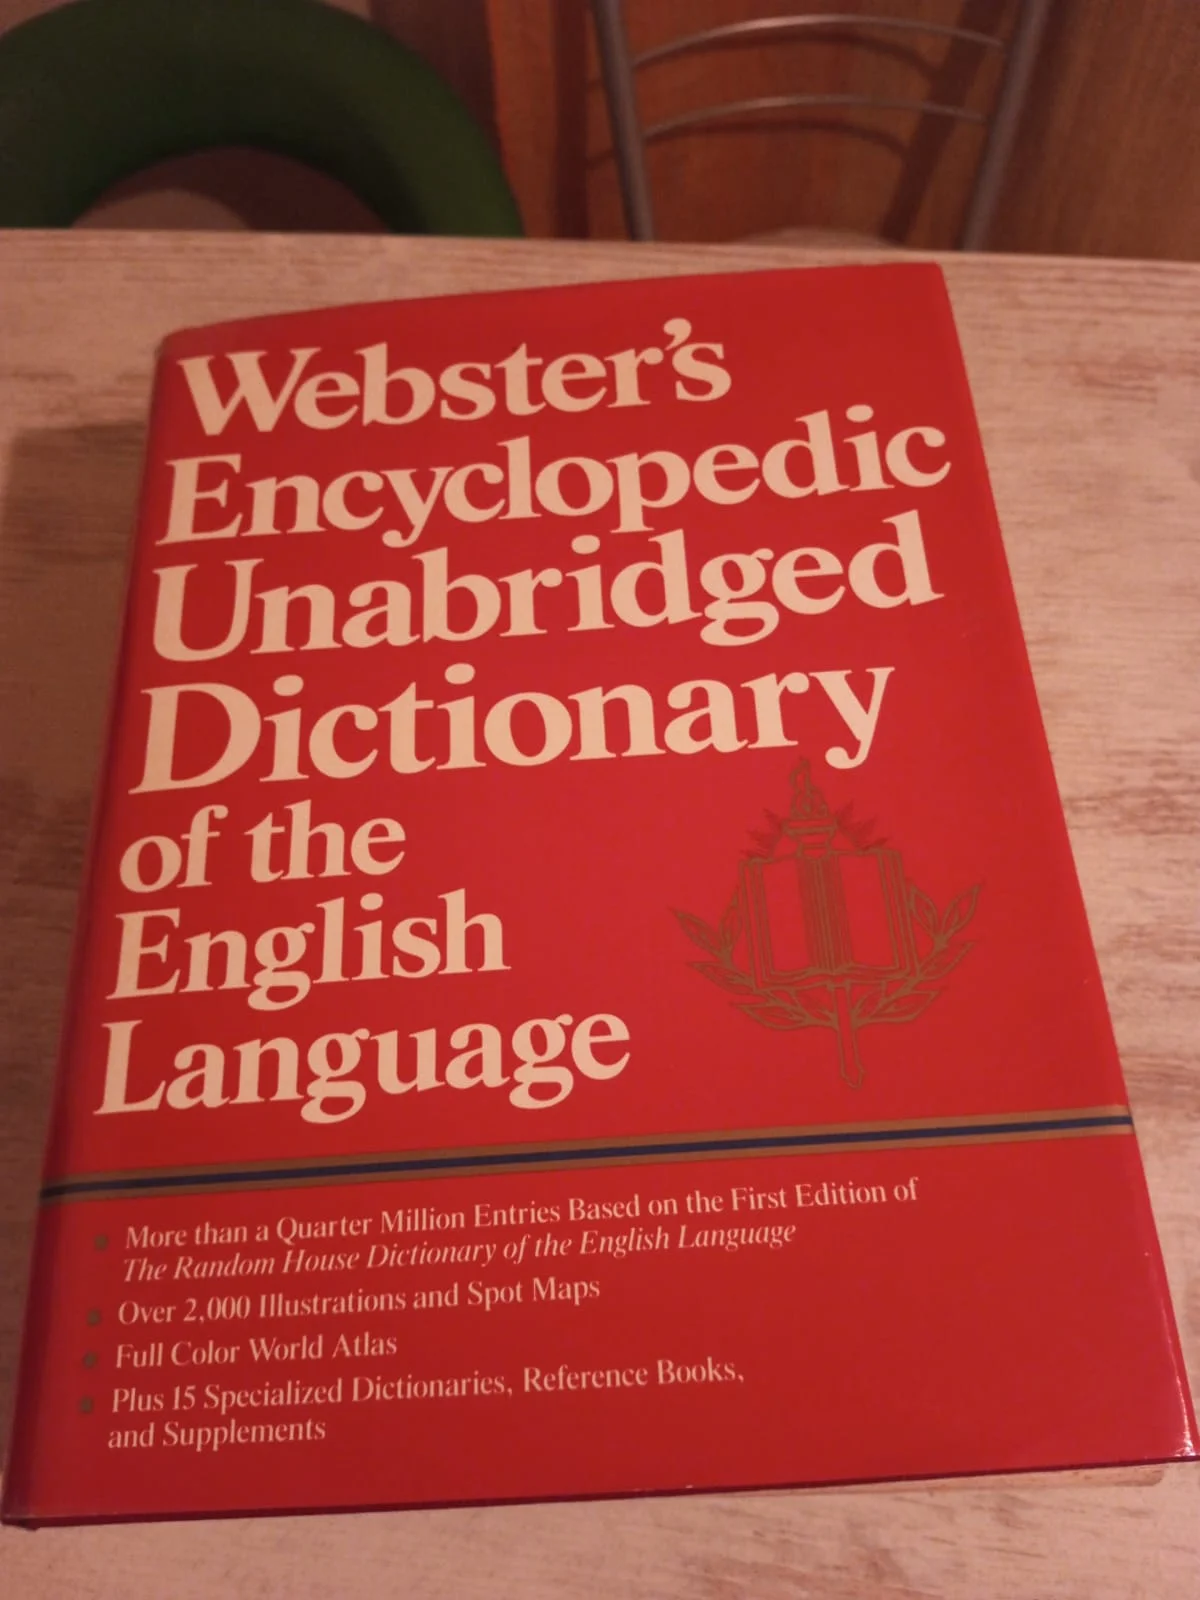 Webster's
Encyclopedic
Unabridged
Dictionary
of the
English
Language
More than a Quarter Million Entries Based on the First Edition of
The Random House Dictionary of the English Language
Over 2,000 Illustrations and Spot Maps
Full Color World Atlas
Plus 15 Specialized Dictionaries, Reference Books,
and Supplements